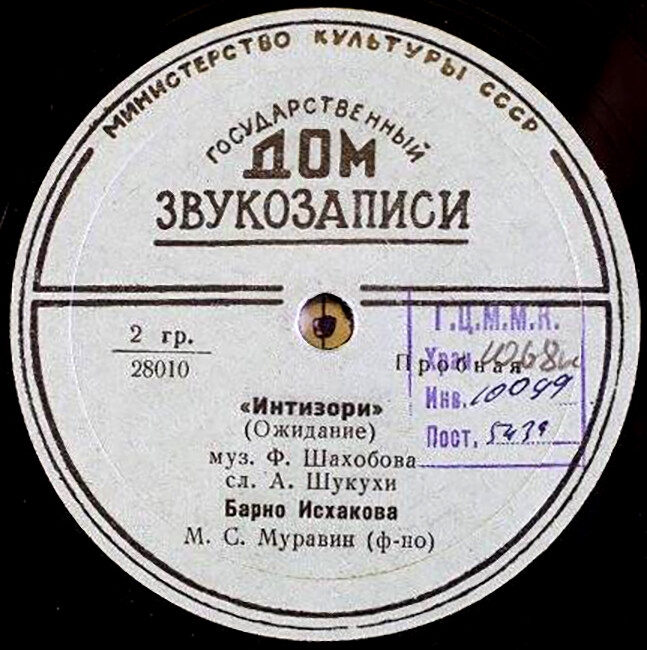 МИНИСТЕРСТВО КУЛЬТУРЫ СССР
ГОСУДАРСТВЕННЫЙ
ДОМ
ЗВУКОЗАПИСИ
2 гр.
28010
Пробная
Г.Ц.М.М.К.
Хран.
Инв. 10099
Пост. 5439
«Интизори»
(Ожидание)
муз. Ф. Шахобова
сл. А. Шукухи
Барно Исхакова
М. С. Муравин (ф-но)